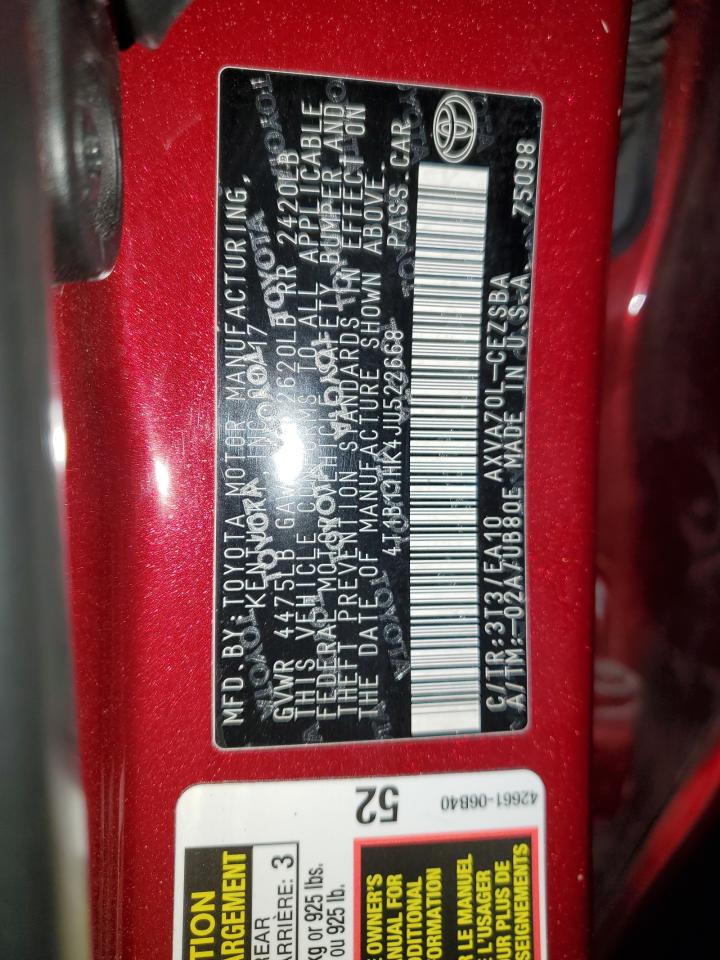 MFD. BY: TOYOTA MOTOR MANUFACTURING,
KENTUCKY, INC. 09/17
GVWR 4475LB GAWR FR 2620LB RR 2420LB
THIS VEHICLE CONFORMS TO ALL APPLICABLE
FEDERAL MOTOR VEHICLE SAFETY, BUMPER AND
THEFT PREVENTION STANDARDS IN EFFECT ON
THE DATE OF MANUFACTURE SHOWN ABOVE.
4T1B11HK4JU522668 PASS. CAR
C/TR: 3T3/EA10 AXVA70L-CEZSBA
A/TM: -02A/UB80E MADE IN U.S.A. 75098
TOYOTA
52
42661-06B40
TION
ARGEMENT
REAR
ARRIÈRE: 3
kg or 925 lbs.
ou 925 lb.
OWNER'S
ANUAL FOR
DDITIONAL
FORMATION
R LE MANUEL
L'USAGER
UR PLUS DE
SEIGNEMENTS